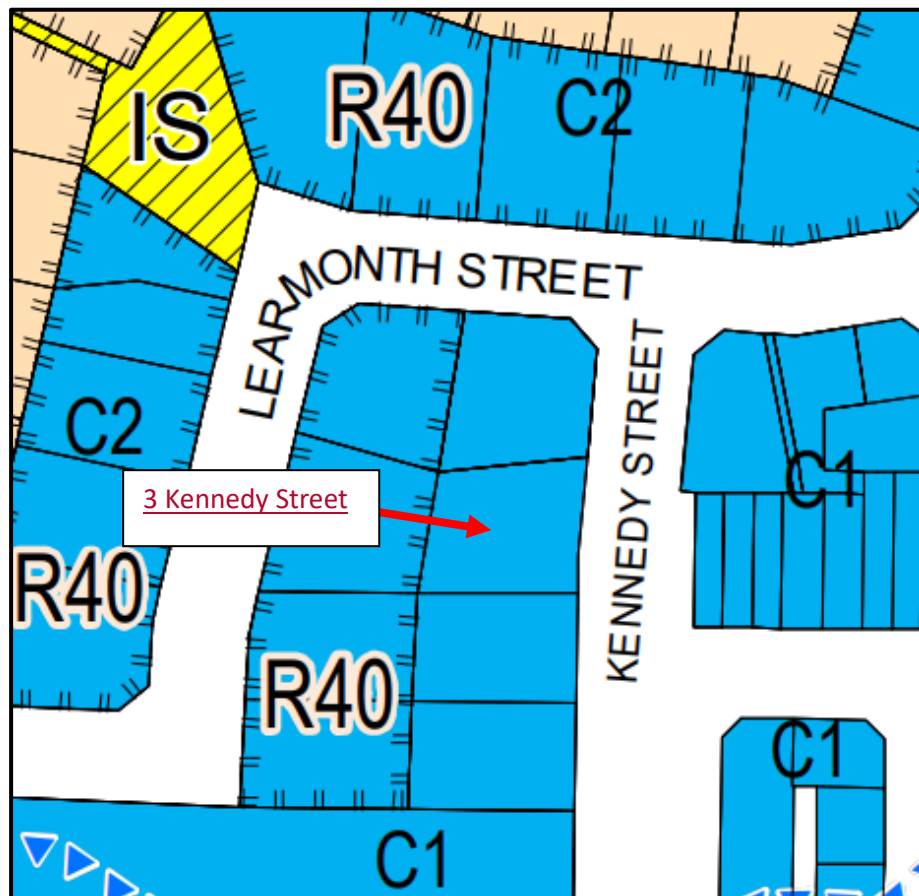 IS
R40
C2
LEARMONTH STREET
KENNEDY STREET
C2
C1
3 Kennedy Street
R40
R40
C1
C1